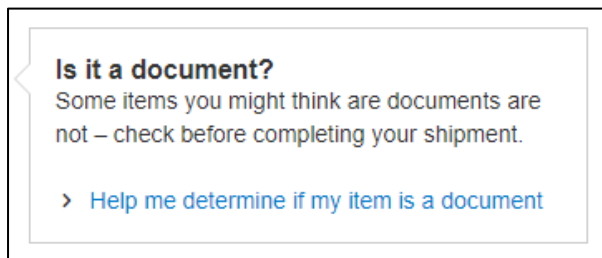 Is it a document?
Some items you might think are documents are
not – check before completing your shipment.
Help me determine if my item is a document